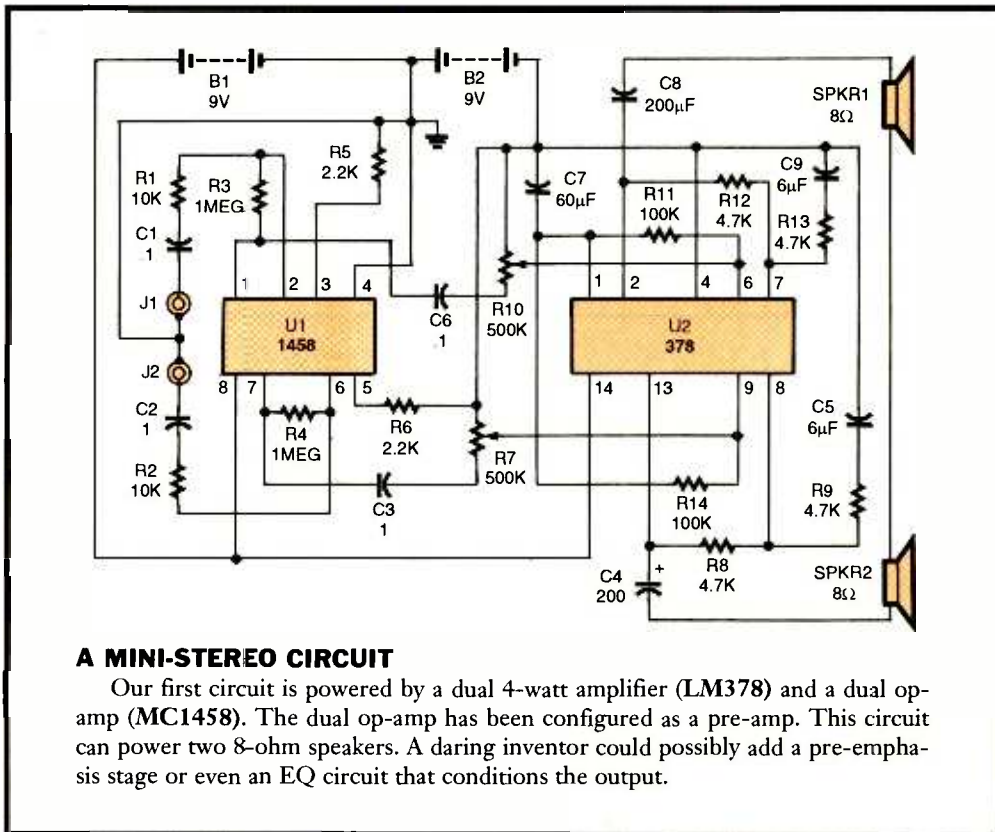 B1
9V
B2
9V
C8
200µF
SPKR1
8Ω
R1
10K
R3
1MEG
R5
2.2K
C7
60µF
R11
100K
R12
4.7K
C9
6µF
R13
4.7K
C1
1
J1
1 2 3 4
U1
1458
8 7 6 5
C6
.1
R10
500K
1 2 4 6 7
U2
378
14 13 9 8
J2
C2
1
R2
10K
R4
1MEG
R6
2.2K
R7
500K
C3
1
C5
6µF
R9
4.7K
R14
100K
R8
4.7K
C4
200
+
SPKR2
8Ω
A MINI-STEREO CIRCUIT
Our first circuit is powered by a dual 4-watt amplifier (LM378) and a dual op-
amp (MC1458). The dual op-amp has been configured as a pre-amp. This circuit
can power two 8-ohm speakers. A daring inventor could possibly add a pre-empha-
sis stage or even an EQ circuit that conditions the output.